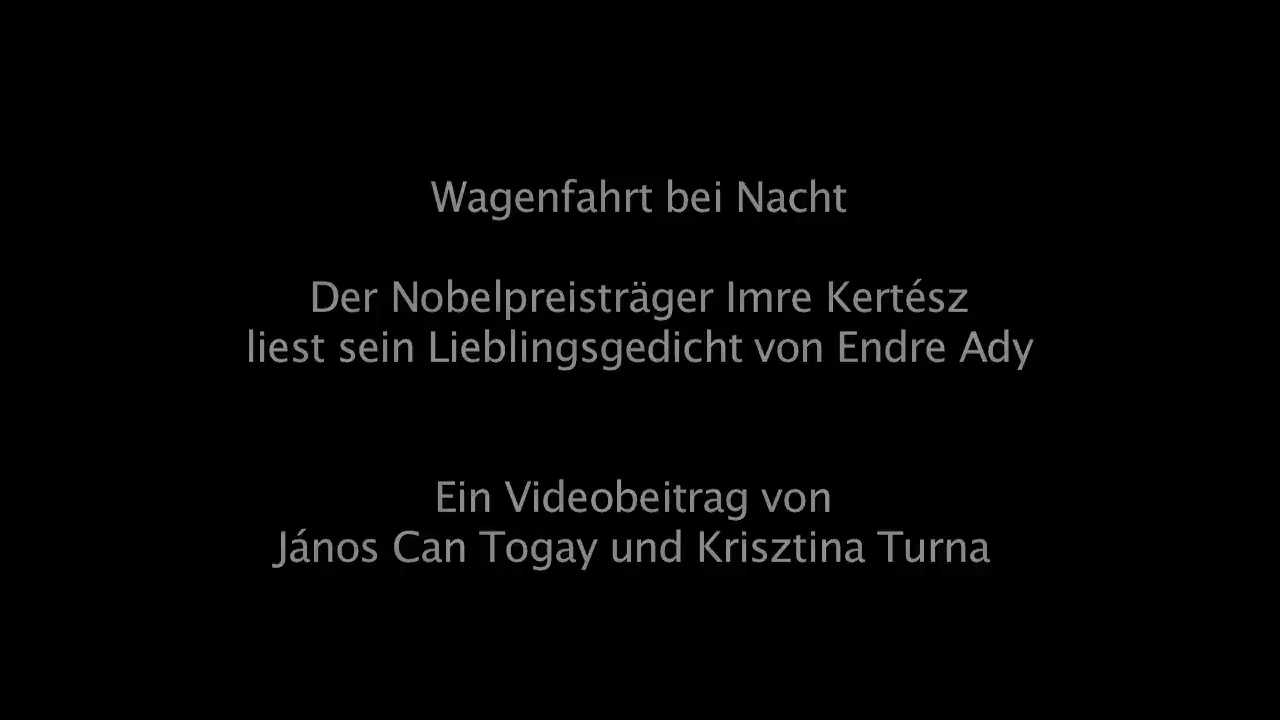 Wagenfahrt bei Nacht
Der Nobelpreisträger Imre Kertész
liest sein Lieblingsgedicht von Endre Ady
Ein Videobeitrag von
János Can Togay und Krisztina Turna